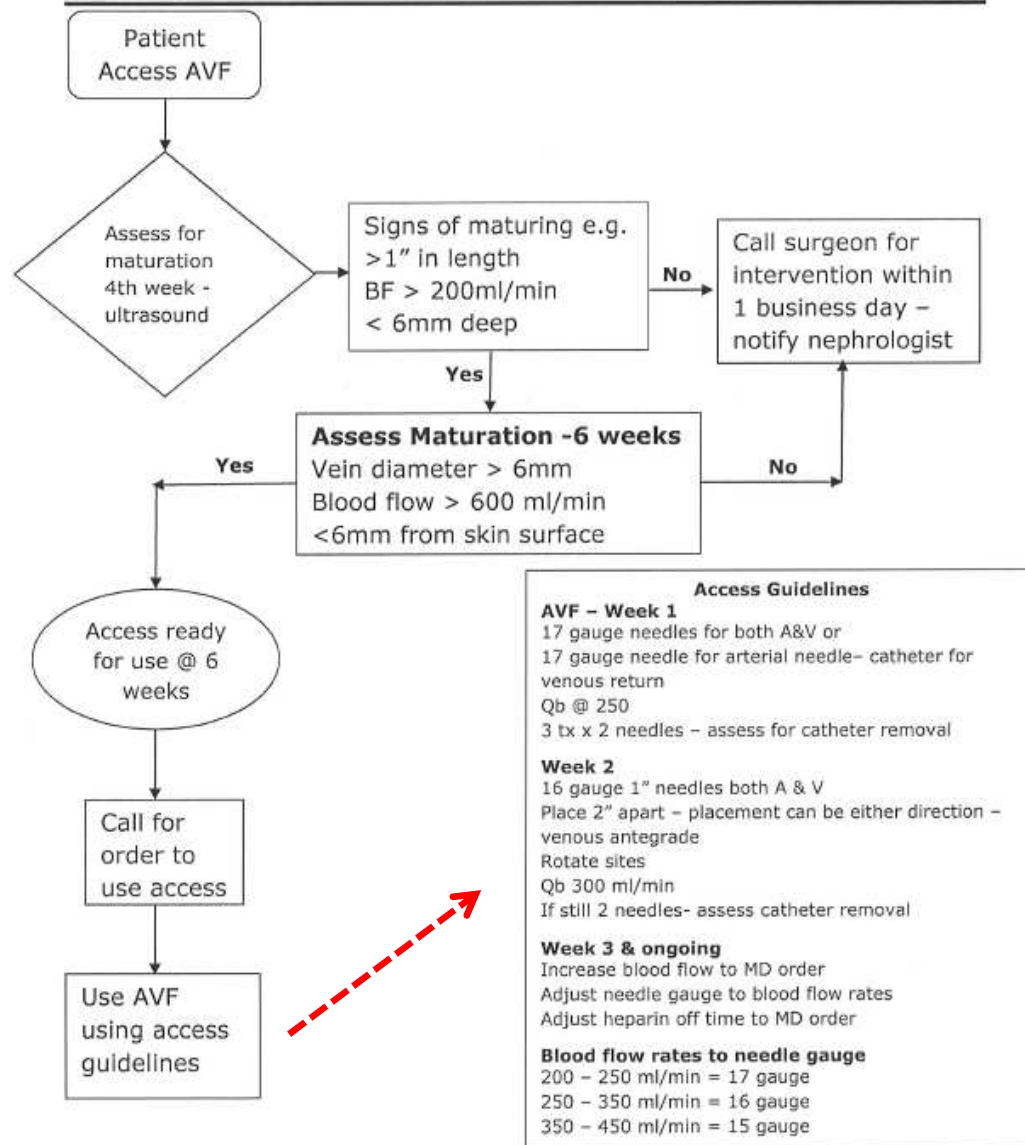 Patient
Access AVF
Assess for
maturation
4th week -
ultrasound
Signs of maturing e.g.
>1” in length
BF > 200ml/min
< 6mm deep
No
Call surgeon for
intervention within
1 business day –
notify nephrologist
Yes
Assess Maturation -6 weeks
Vein diameter > 6mm
Blood flow > 600 ml/min
<6mm from skin surface
Yes
No
Access ready
for use @ 6
weeks
Call for
order to
use access
Use AVF
using access
guidelines
Access Guidelines
AVF – Week 1
17 gauge needles for both A&V or
17 gauge needle for arterial needle– catheter for
venous return
Qb @ 250
3 tx x 2 needles – assess for catheter removal
Week 2
16 gauge 1” needles both A & V
Place 2” apart – placement can be either direction –
venous antegrade
Rotate sites
Qb 300 ml/min
If still 2 needles- assess catheter removal
Week 3 & ongoing
Increase blood flow to MD order
Adjust needle gauge to blood flow rates
Adjust heparin off time to MD order
Blood flow rates to needle gauge
200 – 250 ml/min = 17 gauge
250 – 350 ml/min = 16 gauge
350 – 450 ml/min = 15 gauge